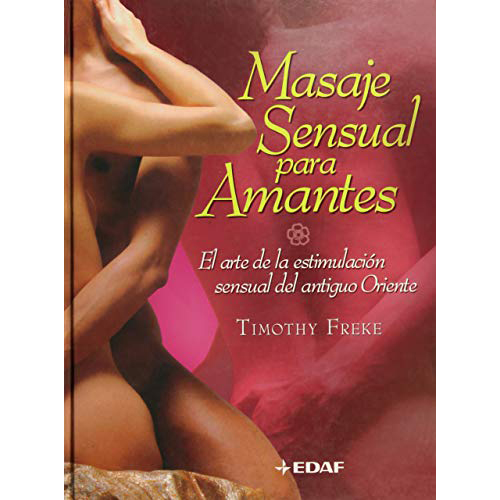 Masaje
Sensual
para
Amantes
El arte de la estimulación
sensual del antiguo Oriente
TIMOTHY FREKE
EDAF